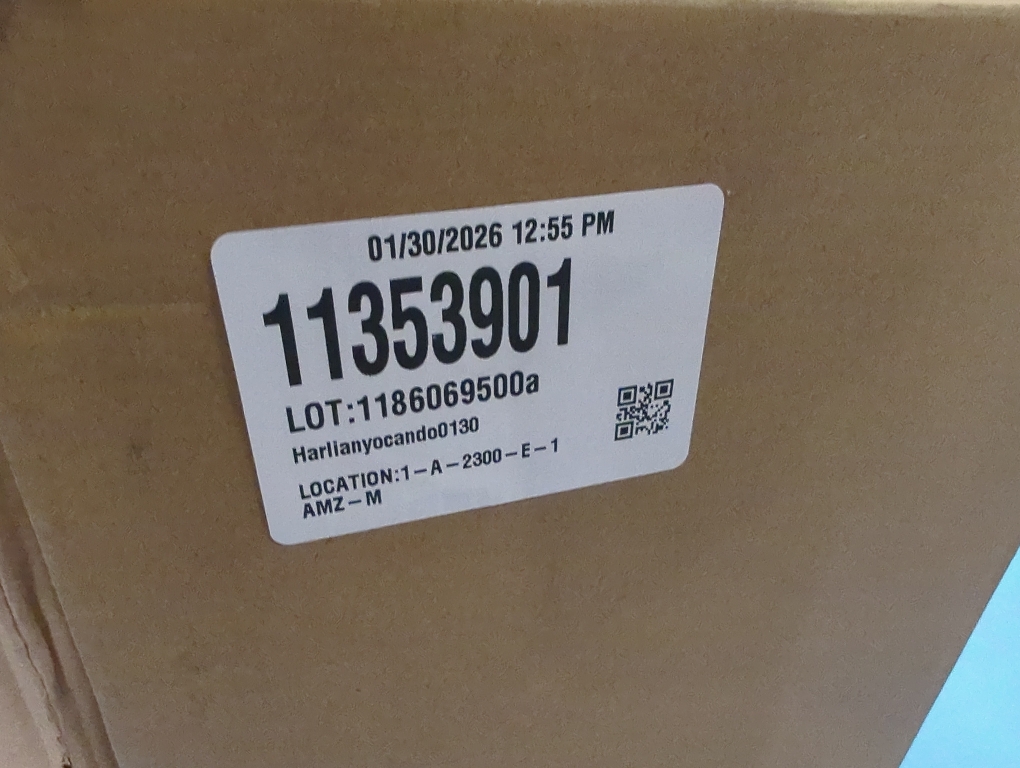 01/30/2026 12:55 PM
11353901
LOT:1186069500a
Harlianyocando0130
LOCATION:1-A-2300-E-1
AMZ-M